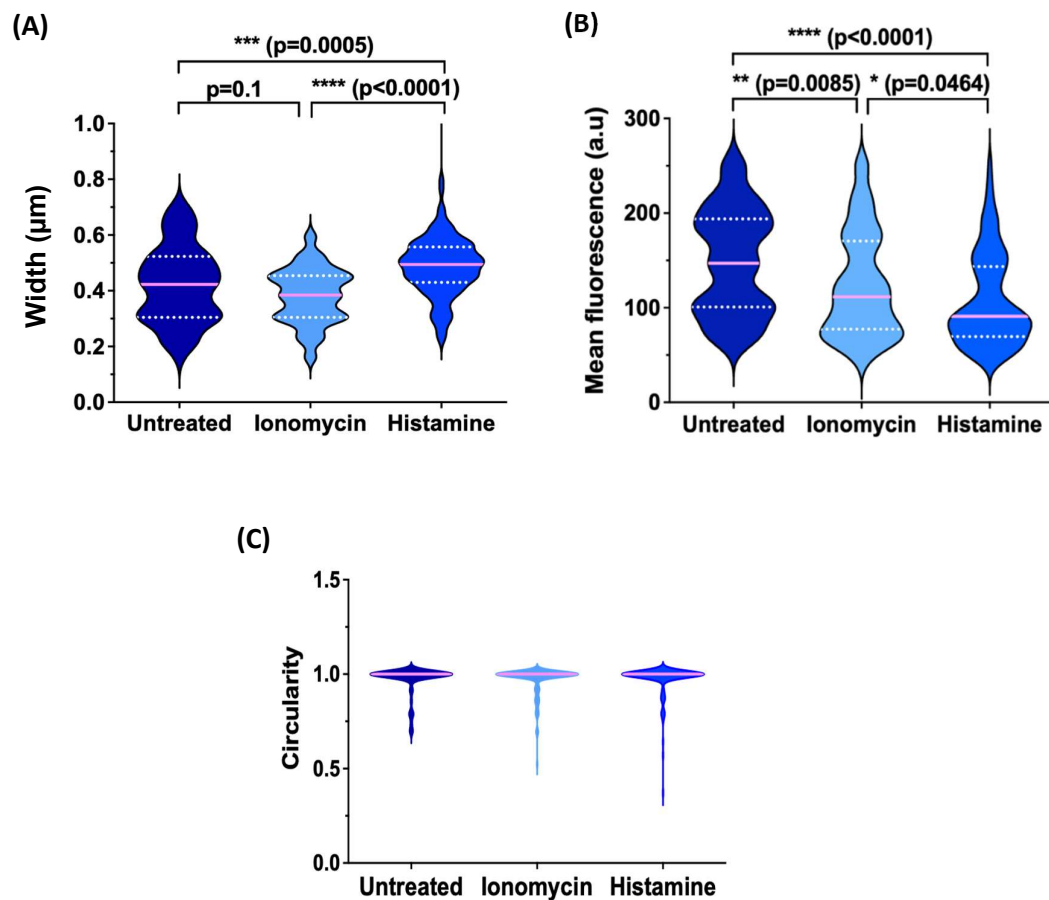 (A)
*** (p=0.0005)
p=0.1 **** (p<0.0001)
1.0
0.8
0.6
0.4
0.2
0.0
Width (µm)
Untreated Ionomycin Histamine
(B)
**** (p<0.0001)
** (p=0.0085) * (p=0.0464)
300
200
100
0
Mean fluorescence (a.u)
Untreated Ionomycin Histamine
(C)
1.5
1.0
0.5
0.0
Circularity
Untreated Ionomycin Histamine